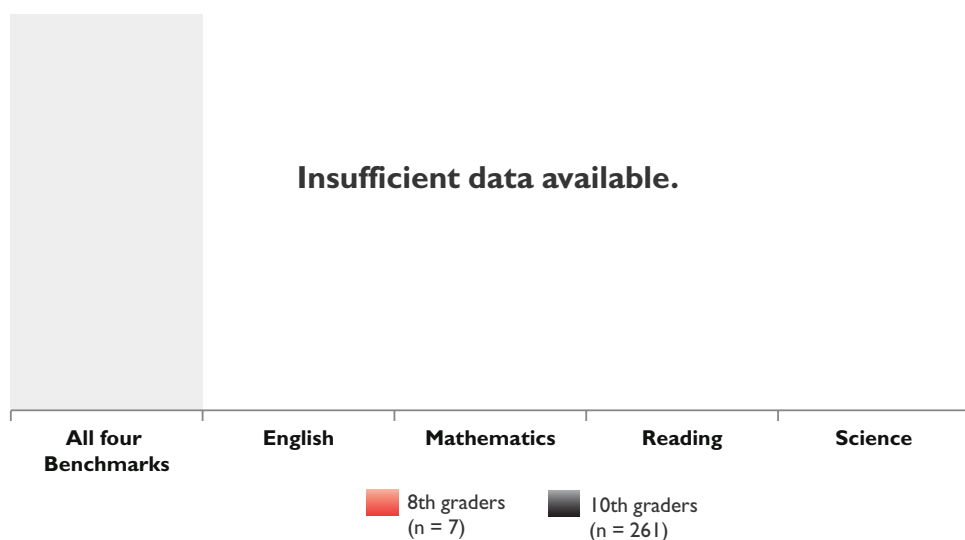 Insufficient data available.
All four
Benchmarks
English
Mathematics
Reading
Science
8th graders
(n = 7)
10th graders
(n = 261)